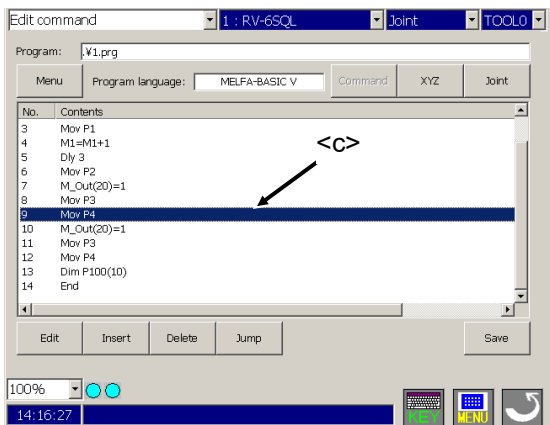 Edit command 1 : RV-6SQL Joint TOOL0
Program: .¥1.prg
Menu Program language: MELFA-BASIC V Command XYZ Joint
No. Contents
3 Mov P1
4 M1=M1+1
5 Dly 3
6 Mov P2
7 M_Out(20)=1
8 Mov P3
9 Mov P4
10 M_Out(20)=1
11 Mov P3
12 Mov P4
13 Dim P100(10)
14 End
<c>
Edit Insert Delete Jump Save
100%
14:16:27
KEY MENU